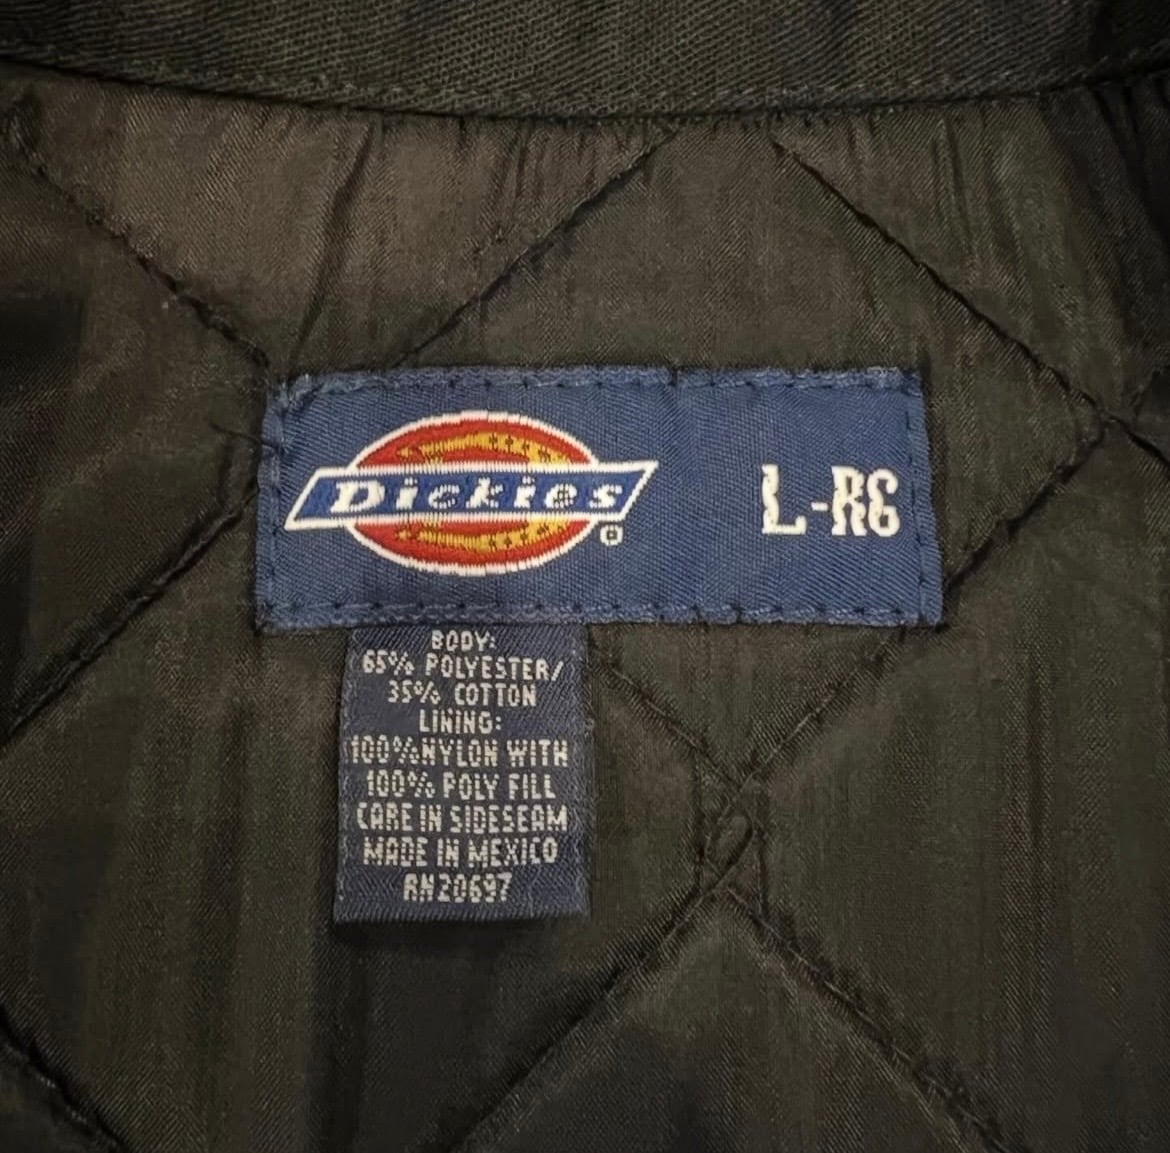 Dickies®
L-RG
BODY:
65% POLYESTER/
35% COTTON
LINING:
100%NYLON WITH
100% POLY FILL
CARE IN SIDESEAM
MADE IN MEXICO
RN20697